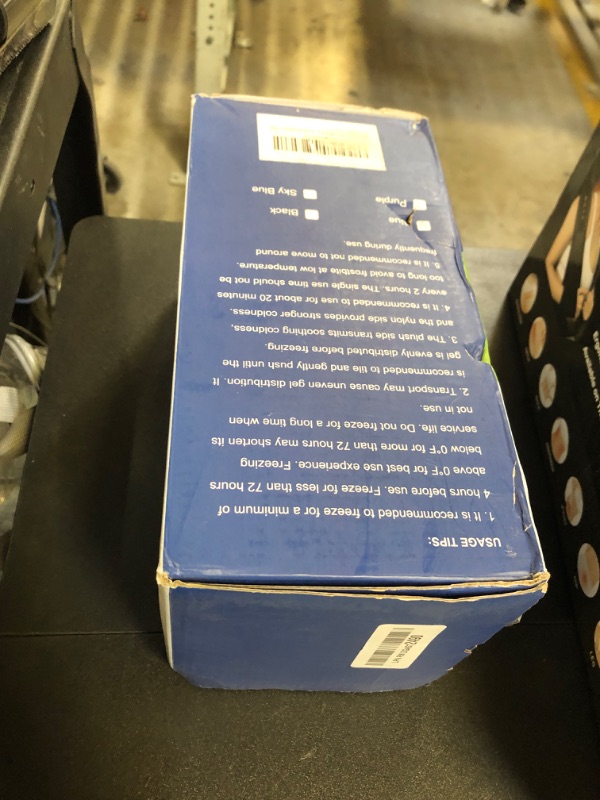 USAGE TIPS:
1. It is recommended to freeze for a minimum of
4 hours before use. Freeze for less than 72 hours
above F°F for best use experience. Freezing
below 0°F for more than 72 hours may shorten its
service life. Do not freeze for a long time when
not in use.
2. Transport may cause uneven gel distribution. It
is recommended to gently and tile to push until the
gel is evenly distributed before freezing.
3. The plush side transmits soothing coldness,
and the nylon side provides stronger coldness.
4. It is recommended to use for about 20 minutes
every 2 hours. The single use time should not be
too long to avoid frostbite at low temperature.
5. It is recommended not to move around
frequently during use.
Black
Purple
Sky Blue